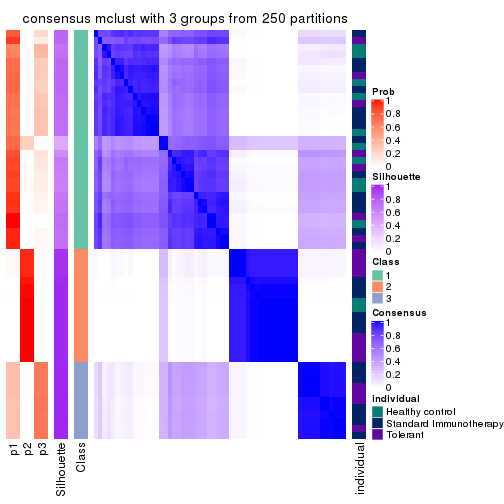 consensus mclust with 3 groups from 250 partitions
Prob
1
0.8
0.6
0.4
0.2
0
Silhouette
1
0.8
0.6
0.4
0.2
0
Class
1
2
3
Consensus
1
0.8
0.6
0.4
0.2
0
individual
Healthy control
Standard Immunotherapy
Tolerant
p1
p2
p3
Silhouette
Class
individual